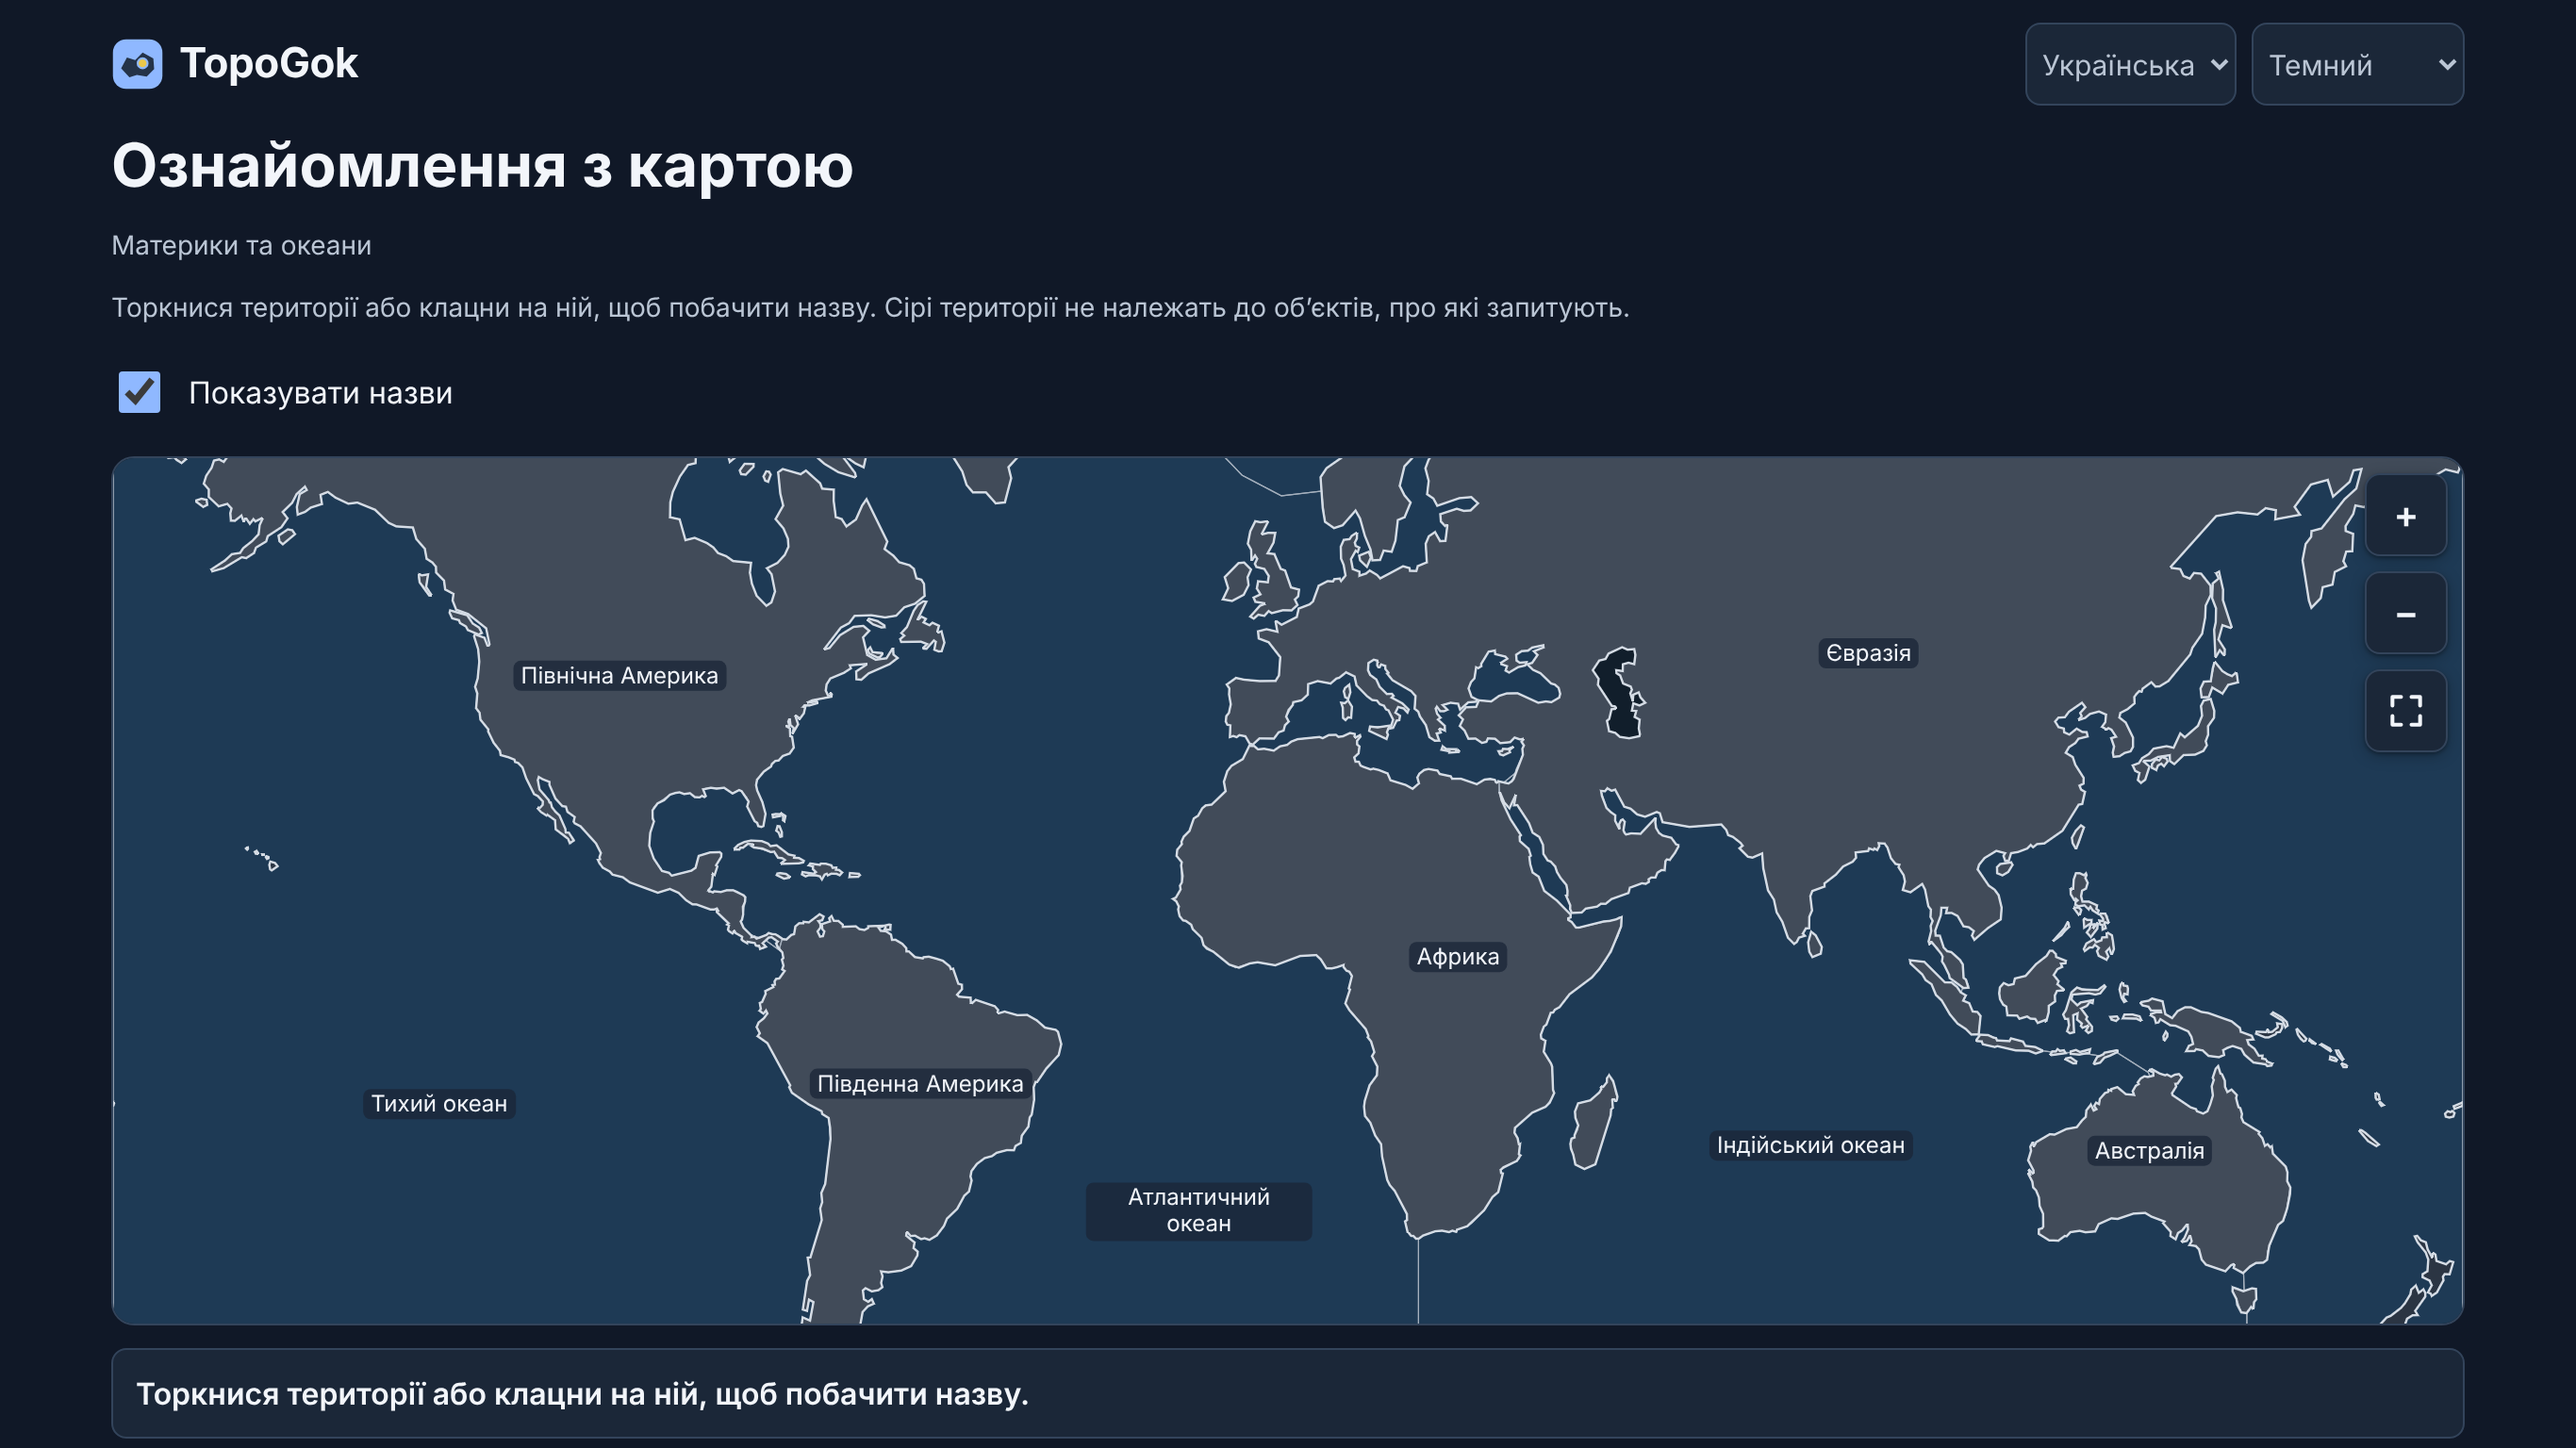 TopoGok
Українська
Темний
Ознайомлення з картою
Материки та океани
Торкнися території або клацни на ній, щоб побачити назву. Сірі території не належать до об’єктів, про які запитують.
Показувати назви
+
−
Євразія
Північна Америка
Африка
Південна Америка
Тихий океан
Індійський океан
Австралія
Атлантичний
океан
Торкнися території або клацни на ній, щоб побачити назву.